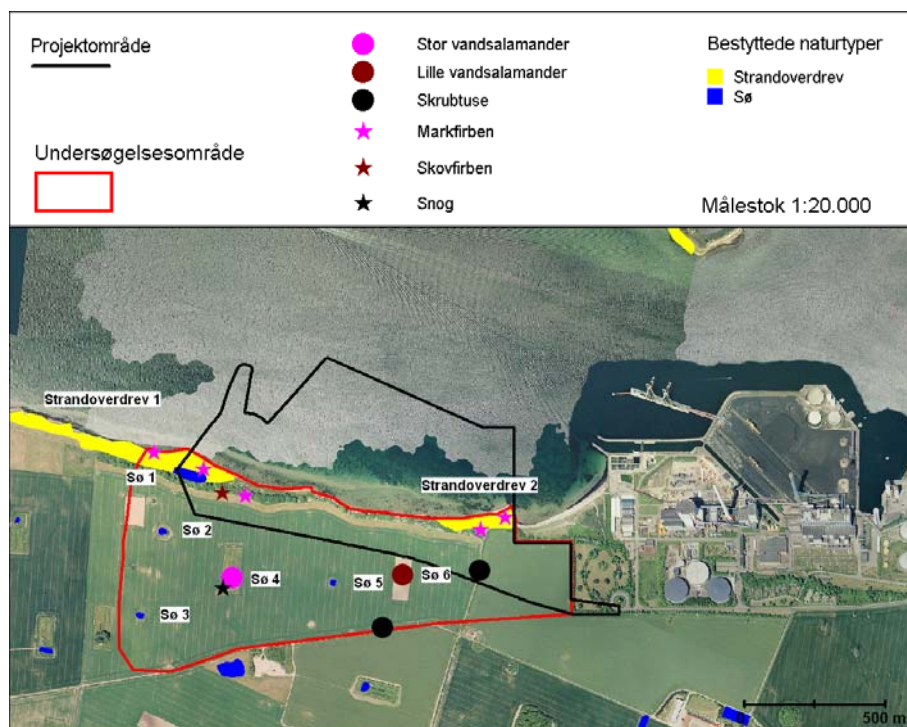 Projektområde
Undersøgelsesområde
Stor vandsalamander
Lille vandsalamander
Skrubtuse
Markfirben
Skovfirben
Snog
Bestyttede naturtyper
Strandoverdrev
Sø
Målestok 1:20.000
Strandoverdrev 1
Sø 1
Strandoverdrev 2
Sø 2
Sø 4
Sø 5
Sø 6
Sø 3
500 m